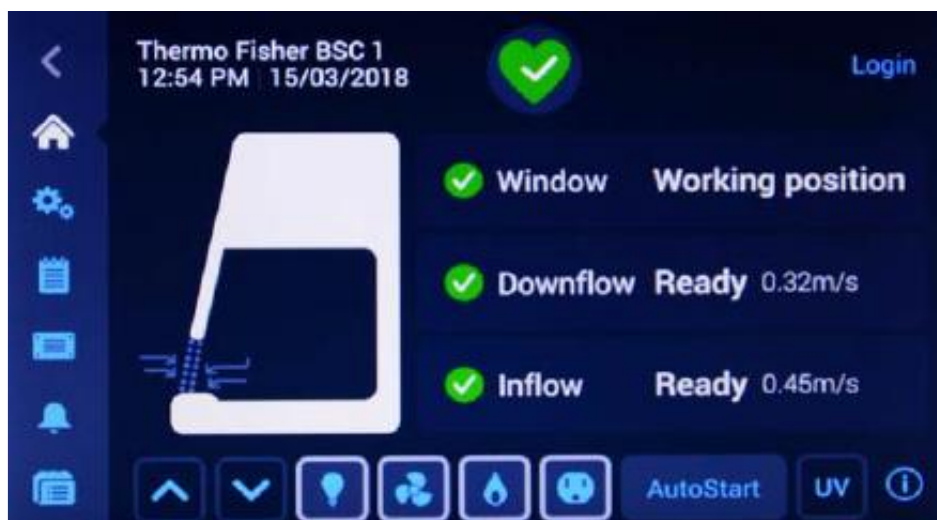 Thermo Fisher BSC 1
12:54 PM 15/03/2018
Login
Window Working position
Downflow Ready 0.32m/s
Inflow Ready 0.45m/s
AutoStart
UV